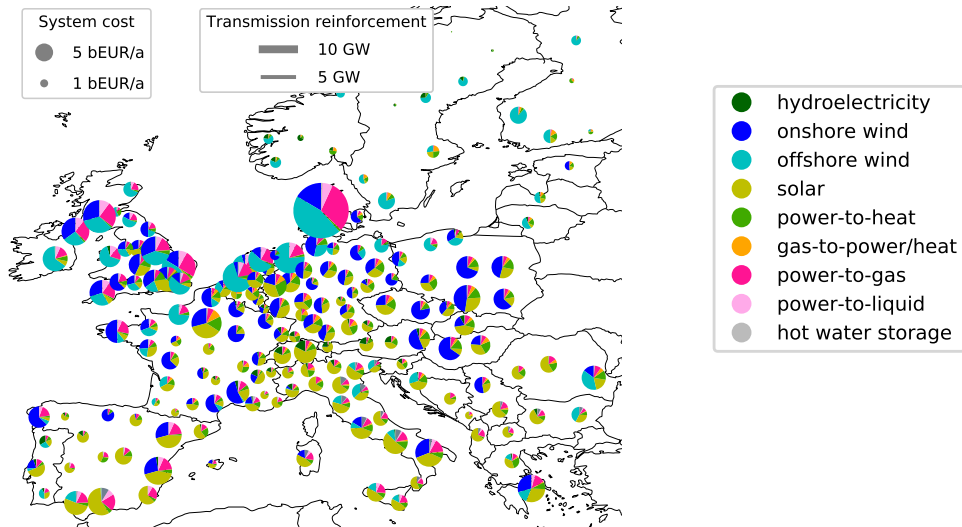 System cost
5 bEUR/a
1 bEUR/a
Transmission reinforcement
10 GW
5 GW
hydroelectricity
onshore wind
offshore wind
solar
power-to-heat
gas-to-power/heat
power-to-gas
power-to-liquid
hot water storage